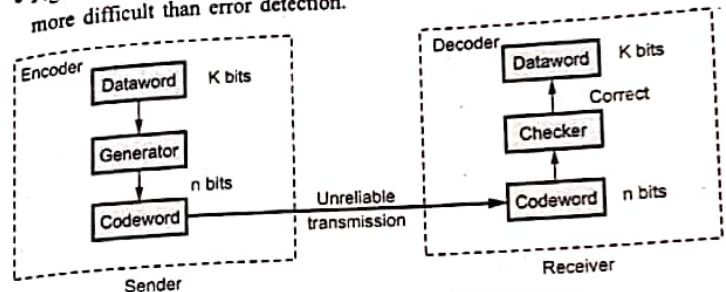 more difficult than error detection.
Encoder
Dataword K bits
Generator
n bits
Codeword
Sender
Unreliable
transmission
Decoder
Dataword K bits
Correct
Checker
Codeword n bits
Receiver